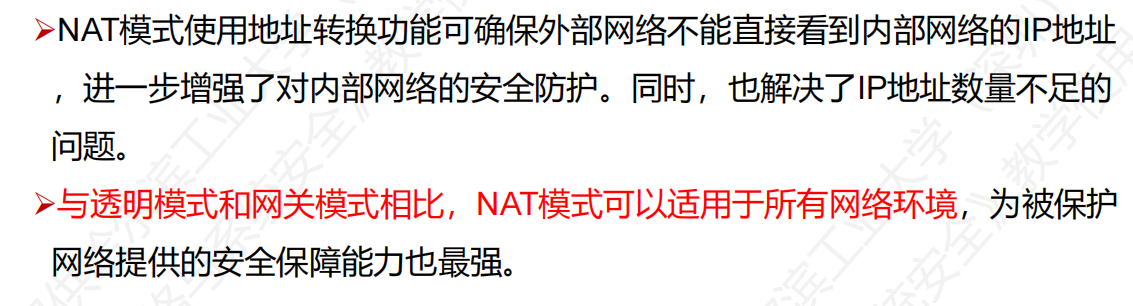 ➢NAT模式使用地址转换功能可确保外部网络不能直接看到内部网络的IP地址
，进一步增强了对内部网络的安全防护。同时，也解决了IP地址数量不足的
问题。
➢与透明模式和网关模式相比，NAT模式可以适用于所有网络环境，为被保护
网络提供的安全保障能力也最强。